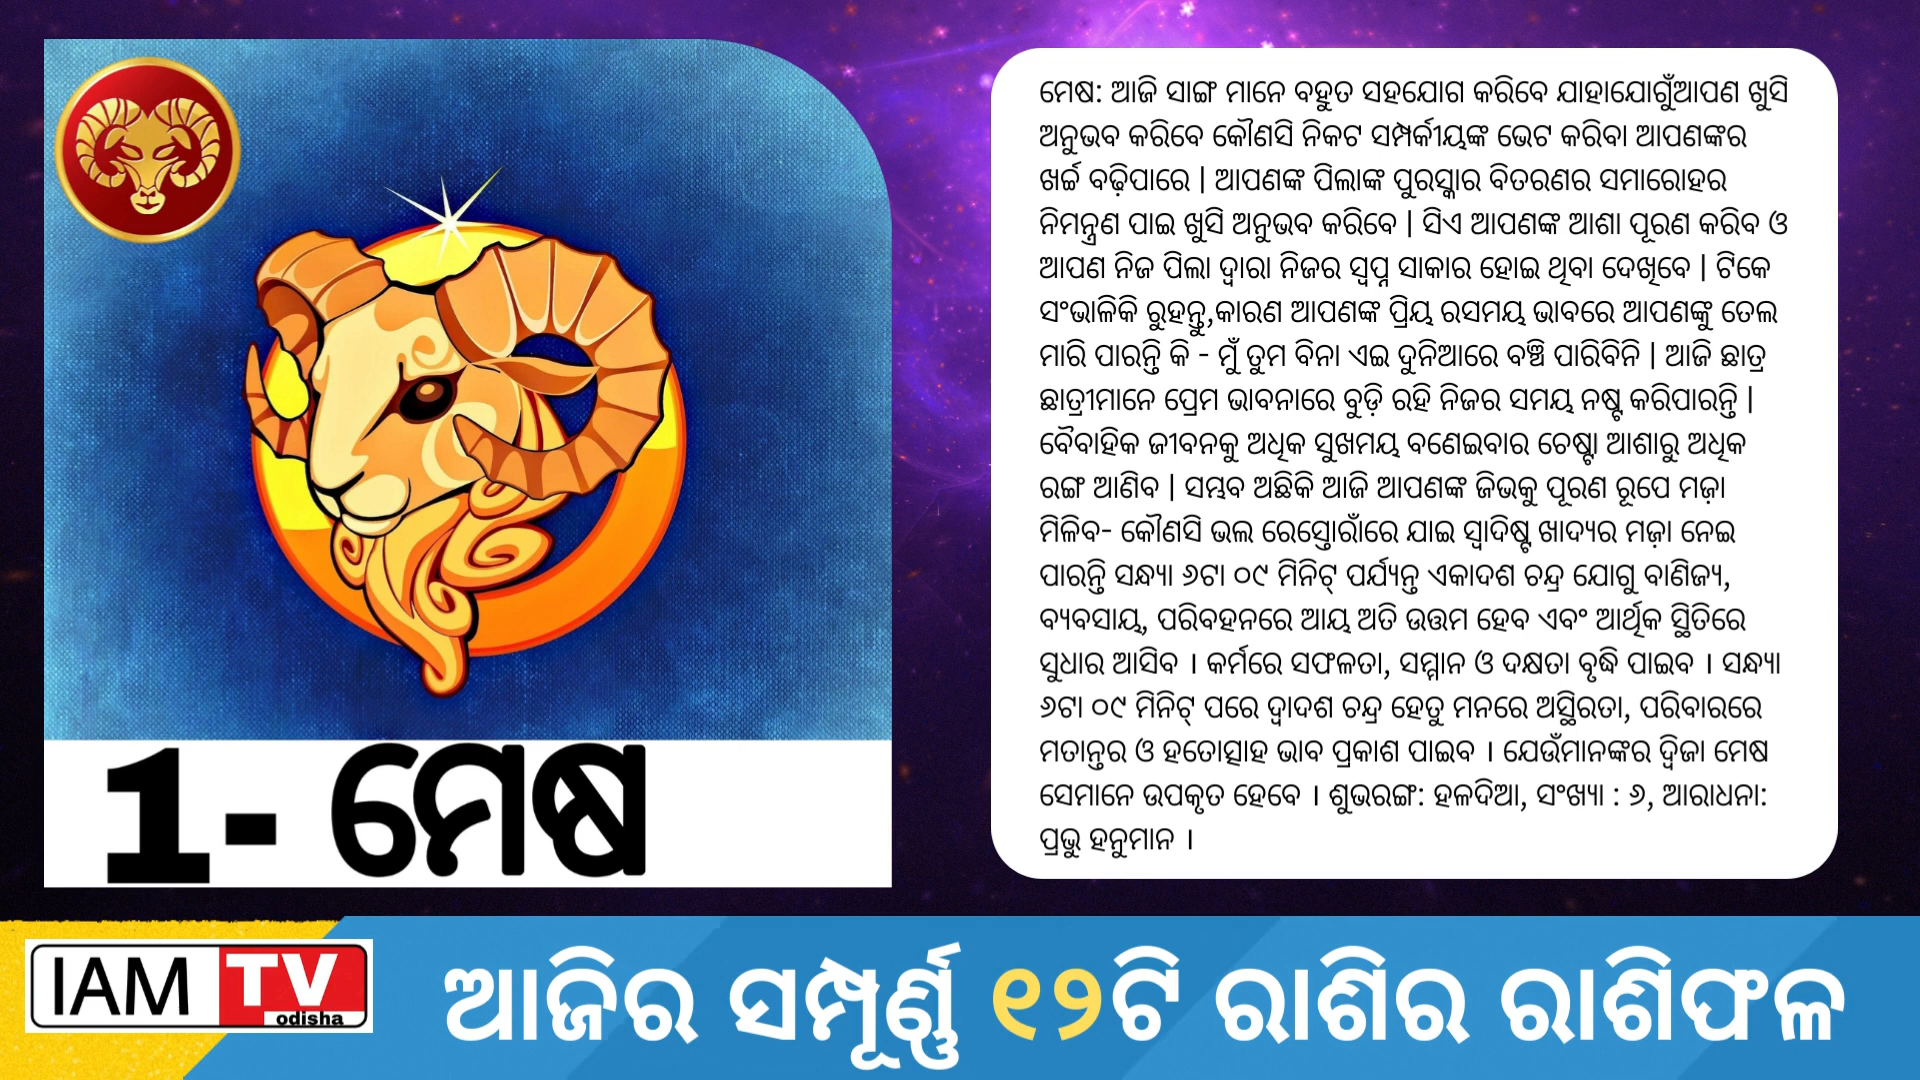 1- ମେଷ
ମେଷ: ଆଜି ସାଙ୍ଗ ମାନେ ବହୁତ ସହଯୋଗ କରିବେ ଯାହାଯୋଗୁଁଆପଣ ଖୁସି
ଅନୁଭବ କରିବେ କୌଣସି ନିକଟ ସମ୍ପର୍କୀୟଙ୍କ ଭେଟ କରିବା ଆପଣଙ୍କର
ଖର୍ଚ୍ଚ ବଢ଼ିପାରେ | ଆପଣଙ୍କ ପିଲାଙ୍କ ପୁରସ୍କାର ବିତରଣର ସମାରୋହର
ନିମନ୍ତ୍ରଣ ପାଇ ଖୁସି ଅନୁଭବ କରିବେ | ସିଏ ଆପଣଙ୍କ ଆଶା ପୂରଣ କରିବ ଓ
ଆପଣ ନିଜ ପିଲା ଦ୍ୱାରା ନିଜର ସ୍ୱପ୍ନ ସାକାର ହୋଇ ଥିବା ଦେଖିବେ | ଟିକେ
ସଂଭାଳିକି ରୁହନ୍ତୁ,କାରଣ ଆପଣଙ୍କ ପ୍ରିୟ ରସମୟ ଭାବରେ ଆପଣଙ୍କୁ ତେଲ
ମାରି ପାରନ୍ତି କି - ମୁଁ ତୁମ ବିନା ଏଇ ଦୁନିଆରେ ବଞ୍ଚି ପାରିବିନି | ଆଜି ଛାତ୍ର
ଛାତ୍ରୀମାନେ ପ୍ରେମ ଭାବନାରେ ବୁଡ଼ି ରହି ନିଜର ସମୟ ନଷ୍ଟ କରିପାରନ୍ତି |
ବୈବାହିକ ଜୀବନକୁ ଅଧିକ ସୁଖମୟ ବଣେଇବାର ଚେଷ୍ଟା ଆଶାରୁ ଅଧିକ
ରଙ୍ଗ ଆଣିବ | ସମ୍ଭବ ଅଛିକି ଆଜି ଆପଣଙ୍କ ଜିଭକୁ ପୂରଣ ରୂପେ ମଜ଼ା
ମିଳିବ- କୌଣସି ଭଲ ରେସ୍ତୋରାଁରେ ଯାଇ ସ୍ୱାଦିଷ୍ଟ ଖାଦ୍ୟର ମଜ଼ା ନେଇ
ପାରନ୍ତି ସନ୍ଧ୍ୟା ୬ଟା ୦୯ ମିନିଟ୍ ପର୍ଯ୍ୟନ୍ତ ଏକାଦଶ ଚନ୍ଦ୍ର ଯୋଗୁ ବାଣିଜ୍ୟ,
ବ୍ୟବସାୟ, ପରିବହନରେ ଆୟ ଅତି ଉତ୍ତମ ହେବ ଏବଂ ଆର୍ଥିକ ସ୍ଥିତିରେ
ସୁଧାର ଆସିବ । କର୍ମରେ ସଫଳତା, ସମ୍ମାନ ଓ ଦକ୍ଷତା ବୃଦ୍ଧି ପାଇବ । ସନ୍ଧ୍ୟା
୬ଟା ୦୯ ମିନିଟ୍ ପରେ ଦ୍ୱାଦଶ ଚନ୍ଦ୍ର ହେତୁ ମନରେ ଅସ୍ଥିରତା, ପରିବାରରେ
ମତାନ୍ତର ଓ ହତୋତ୍ସାହ ଭାବ ପ୍ରକାଶ ପାଇବ । ଯେଉଁମାନଙ୍କର ଦ୍ୱିଜା ମେଷ
ସେମାନେ ଉପକୃତ ହେବେ । ଶୁଭରଙ୍ଗ: ହଳଦିଆ, ସଂଖ୍ୟା : ୬, ଆରାଧନା:
ପ୍ରଭୁ ହନୁମାନ ।
IAM TV odisha
ଆଜିର ସମ୍ପୂର୍ଣ୍ଣ ୧୨ଟି ରାଶିର ରାଶିଫଳ